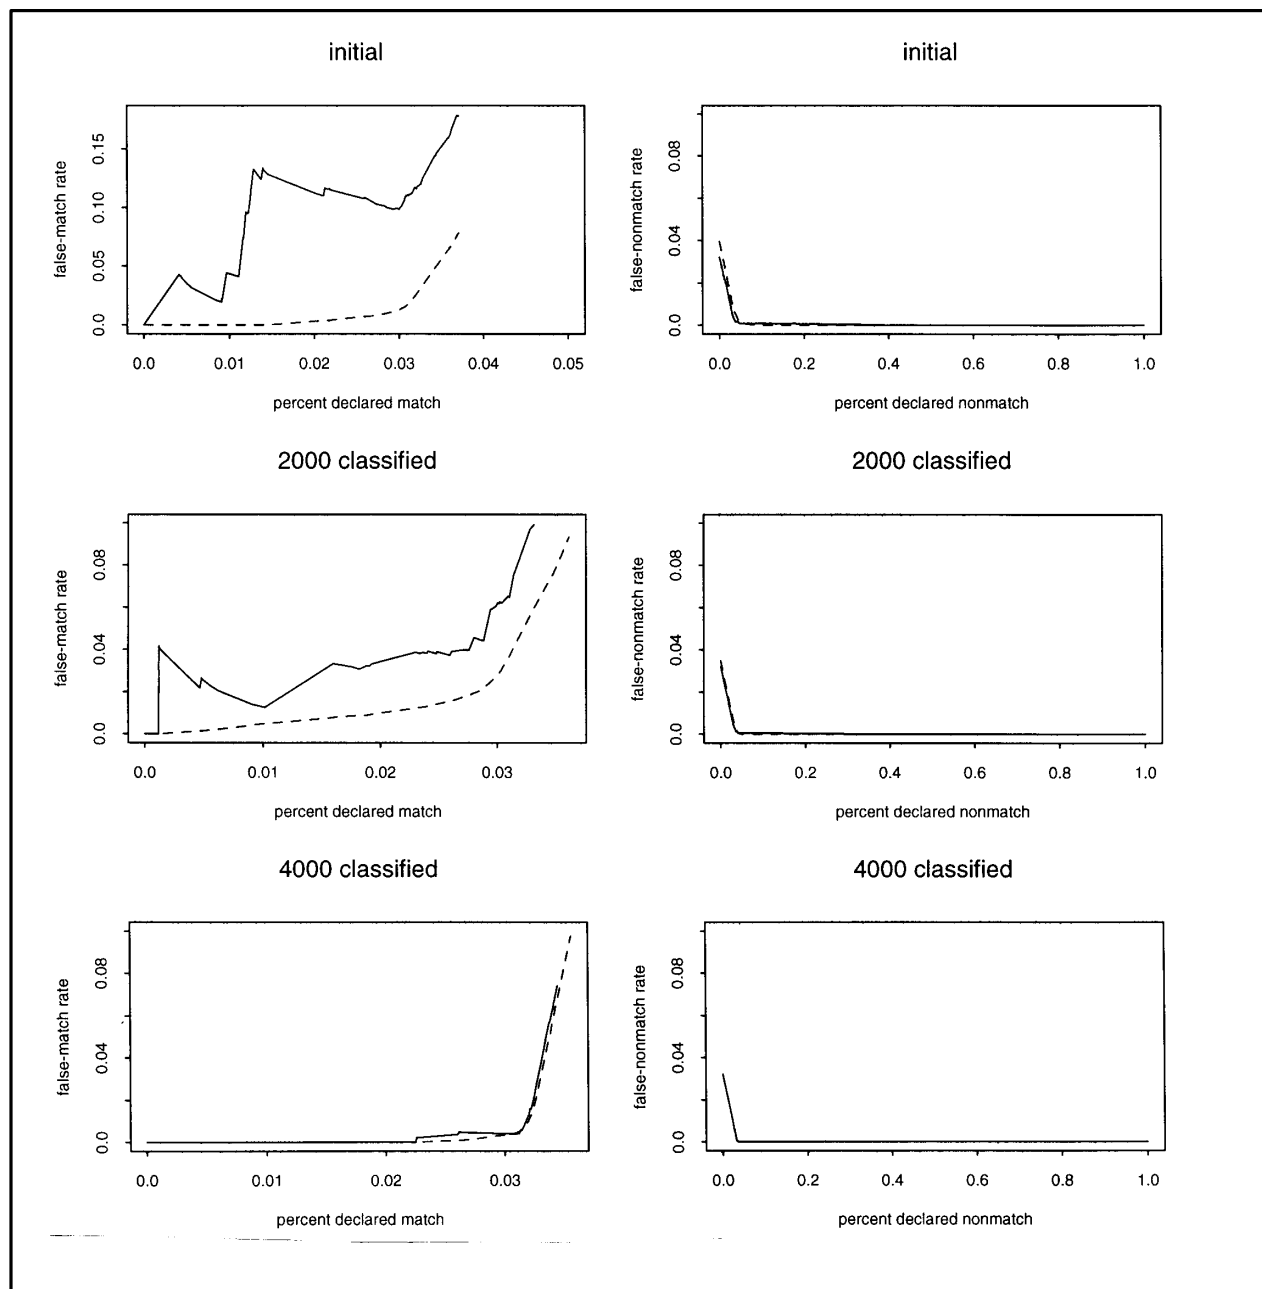 initial
false-match rate
0.15
0.10
0.05
0.0
0.0 0.01 0.02 0.03 0.04 0.05
percent declared match
initial
false-nonmatch rate
0.08
0.04
0.0
0.0 0.2 0.4 0.6 0.8 1.0
percent declared nonmatch
2000 classified
false-match rate
0.08
0.04
0.0
0.0 0.01 0.02 0.03
percent declared match
2000 classified
false-nonmatch rate
0.08
0.04
0.0
0.0 0.2 0.4 0.6 0.8 1.0
percent declared nonmatch
4000 classified
false-match rate
0.08
0.04
0.0
0.0 0.01 0.02 0.03
percent declared match
4000 classified
false-nonmatch rate
0.08
0.04
0.0
0.0 0.2 0.4 0.6 0.8 1.0
percent declared nonmatch